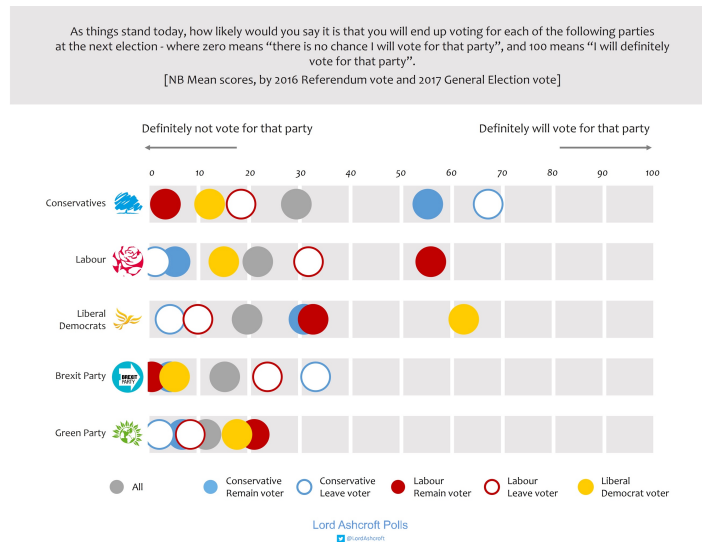 As things stand today, how likely would you say it is that you will end up voting for each of the following parties
at the next election - where zero means “there is no chance I will vote for that party”, and 100 means “I will definitely
vote for that party”.
[NB Mean scores, by 2016 Referendum vote and 2017 General Election vote]
Definitely not vote for that party
Definitely will vote for that party
0 10 20 30 40 50 60 70 80 90 100
Conservatives
Labour
Liberal
Democrats
Brexit Party
BREXIT
PARTY
Green Party
All
Conservative
Remain voter
Conservative
Leave voter
Labour
Remain voter
Labour
Leave voter
Liberal
Democrat voter
Lord Ashcroft Polls
@LordAshcroft